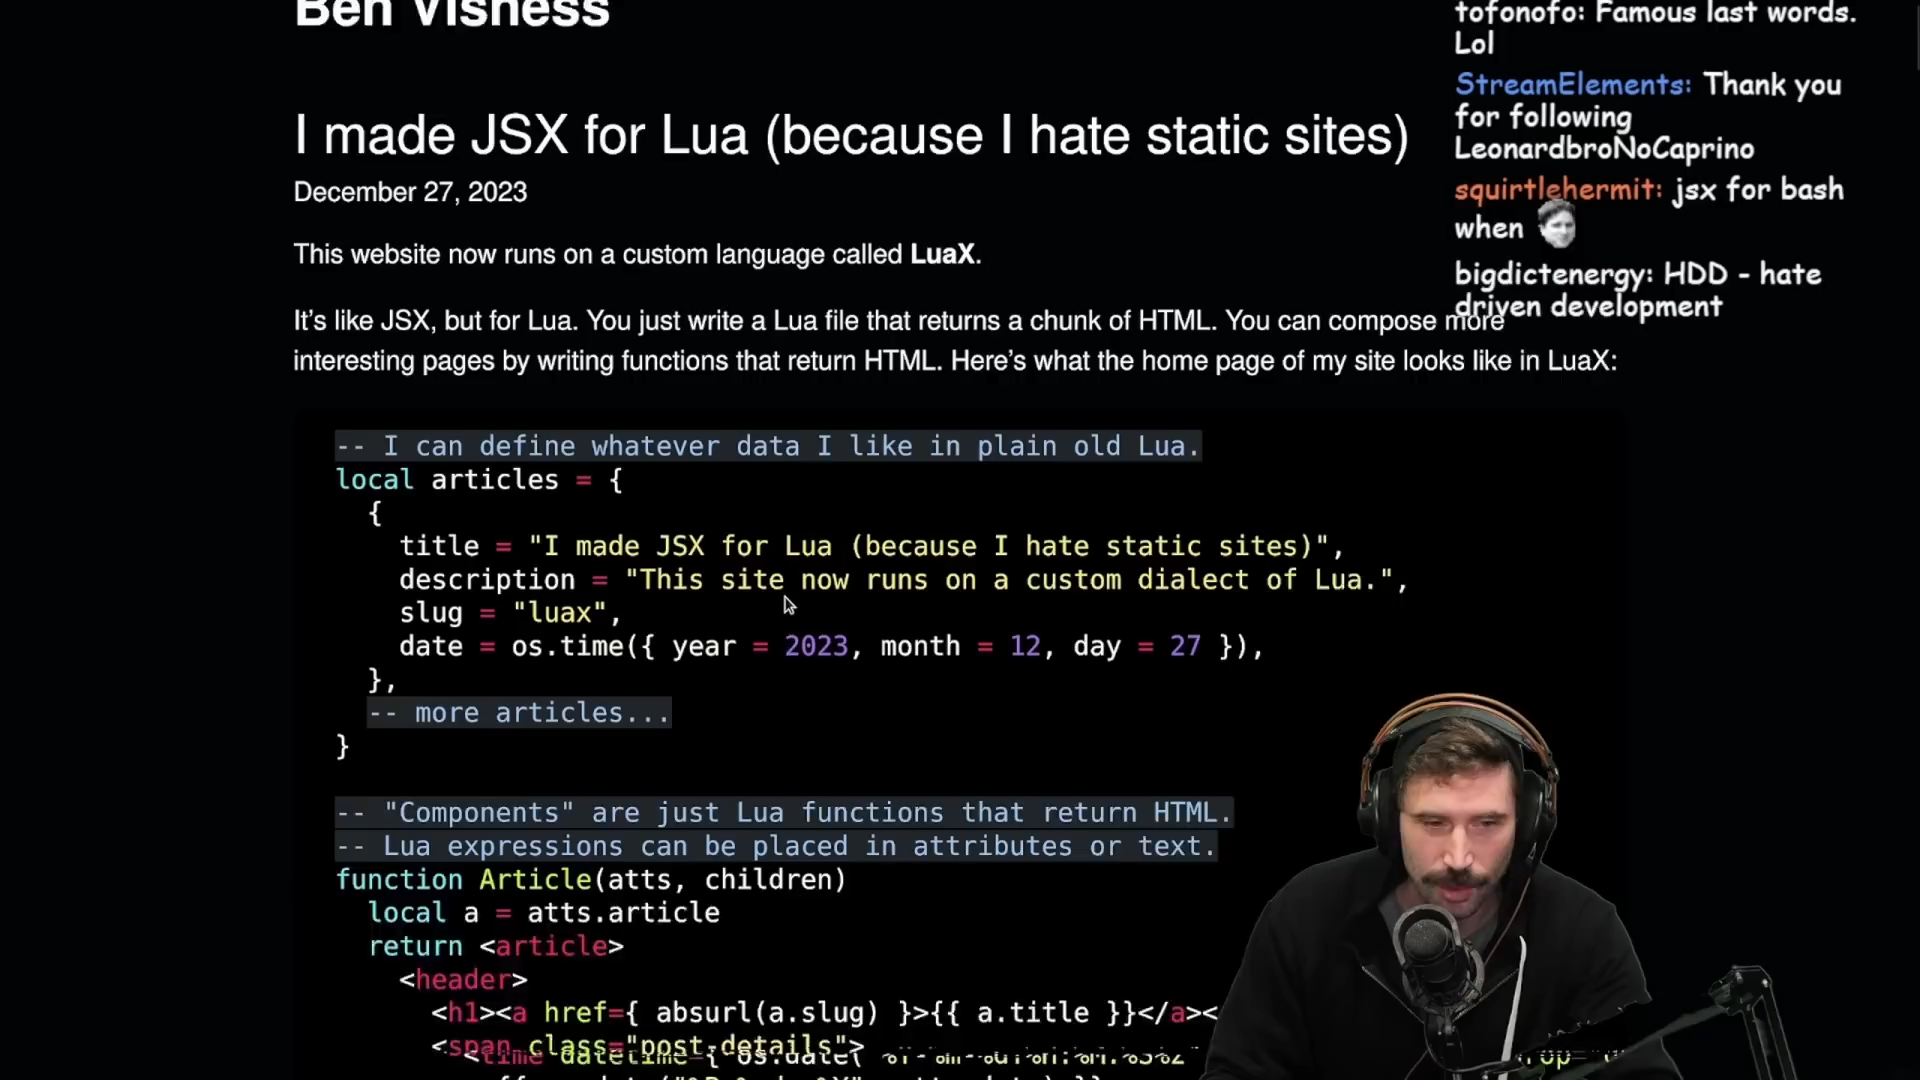 Ben Visness
I made JSX for Lua (because I hate static sites)
December 27, 2023
This website now runs on a custom language called LuaX.
It's like JSX, but for Lua. You just write a Lua file that returns a chunk of HTML. You can compose more
interesting pages by writing functions that return HTML. Here's what the home page of my site looks like in LuaX:
-- I can define whatever data I like in plain old Lua.
local articles = {
{
title = "I made JSX for Lua (because I hate static sites)",
description = "This site now runs on a custom dialect of Lua.",
slug = "luax",
date = os.time({ year = 2023, month = 12, day = 27 }),
},
-- more articles...
}
-- "Components" are just Lua functions that return HTML.
-- Lua expressions can be placed in attributes or text.
function Article(atts, children)
local a = atts.article
return <article>
<header>
<h1><a href={ absurl(a.slug) }>{{ a.title }}</a><
<span class="post-details">
<time datetime={ os.date(
tofonofo: Famous last words.
Lol
StreamElements: Thank you
for following
LeonardbroNoCaprino
squirtlehermit: jsx for bash
when
bigdictenergy: HDD - hate
driven development